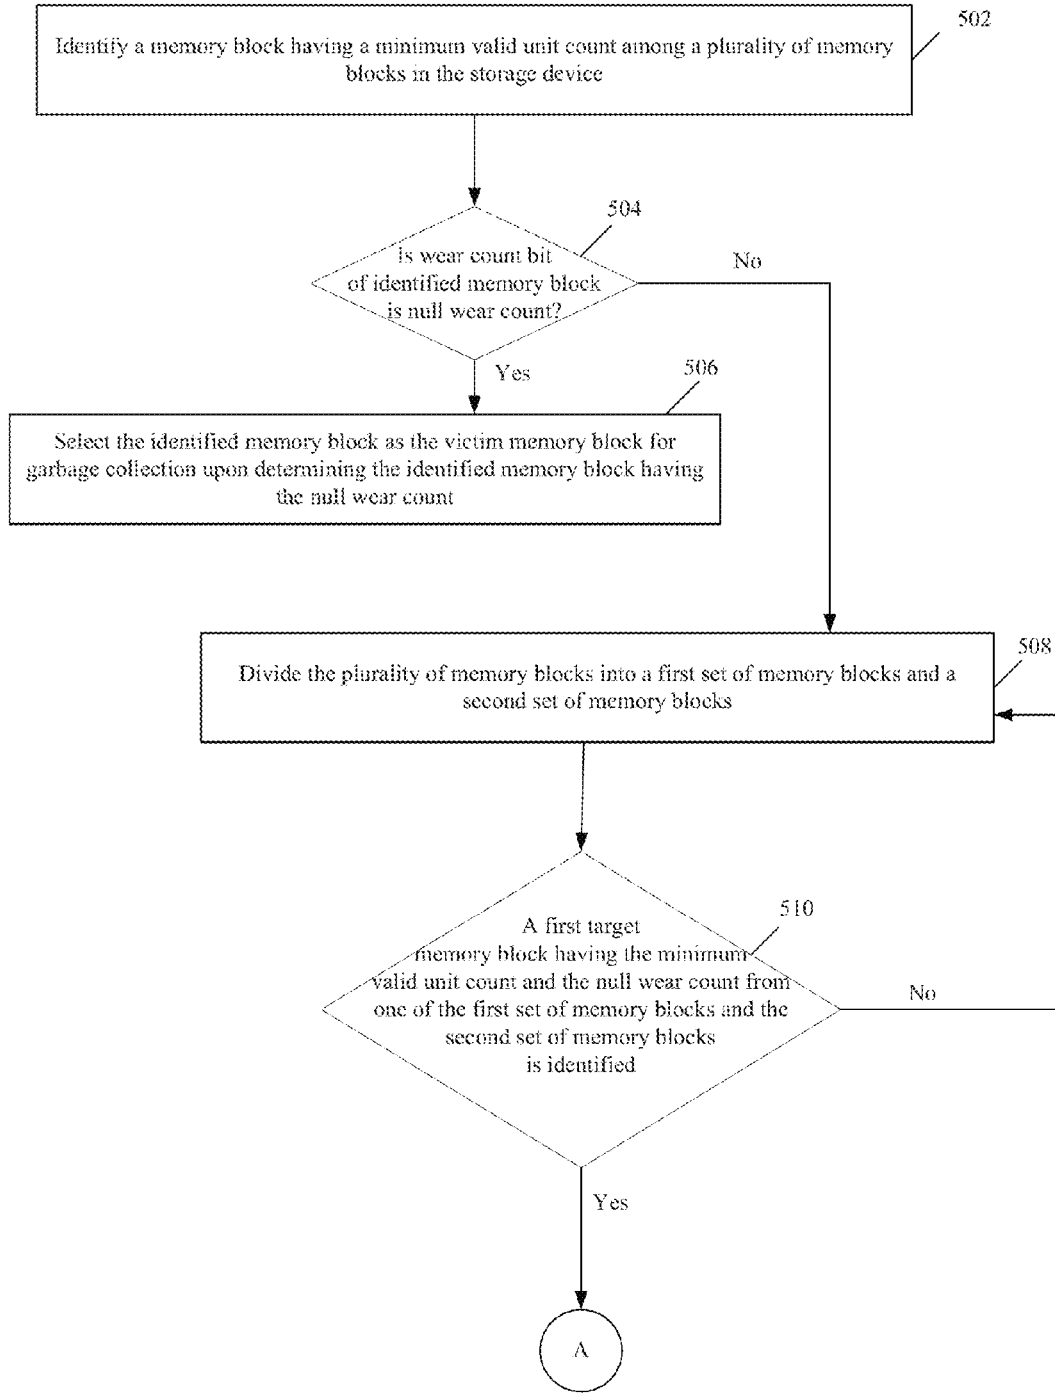 502
Identify a memory block having a minimum valid unit count among a plurality of memory
blocks in the storage device
504
is wear count bit
of identified memory block
is null wear count?
No
Yes
506
Select the identified memory block as the victim memory block for
garbage collection upon determining the identified memory block having
the null wear count
508
Divide the plurality of memory blocks into a first set of memory blocks and a
second set of memory blocks
510
A first target
memory block having the minimum
valid unit count and the null wear count from
one of the first set of memory blocks and the
second set of memory blocks
is identified
No
Yes
A